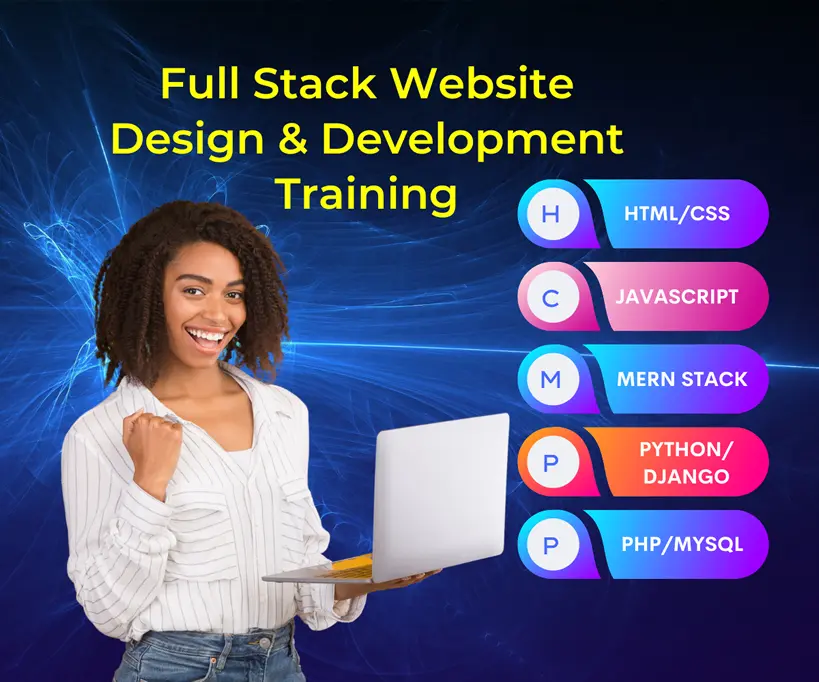 Full Stack Website
Design & Development
Training
H HTML/CSS
C JAVASCRIPT
M MERN STACK
P PYTHON/
DJANGO
P PHP/MYSQL